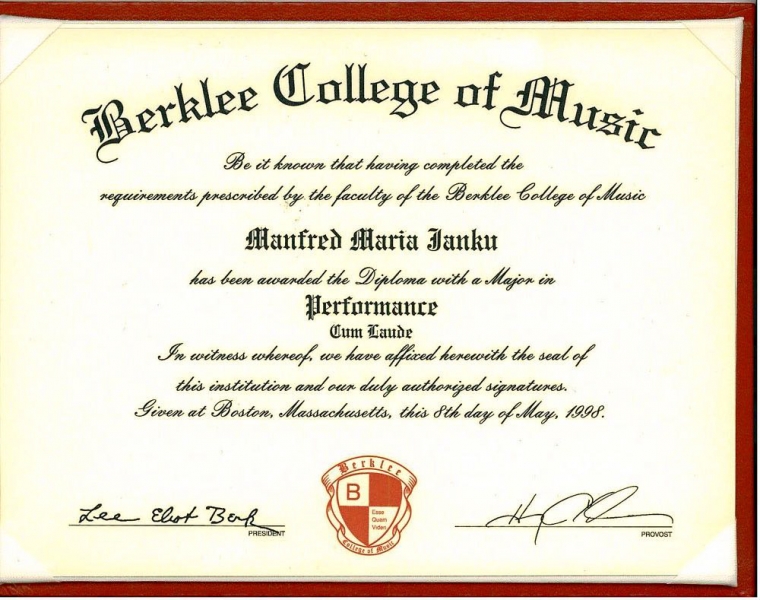 Berklee College of Music
Be it known that having completed the
requirements prescribed by the faculty of the Berklee College of Music
Manfred Maria Janku
has been awarded the Diploma with a Major in
Performance
Cum Laude
In witness whereof, we have affixed herewith the seal of
this institution and our duly authorized signatures.
Given at Boston, Massachusetts, this 8th day of May, 1998.
Berklee
B
Esse
Quam
Videri
College of Music
Lee Eliot Berk
PRESIDENT
PROVOST